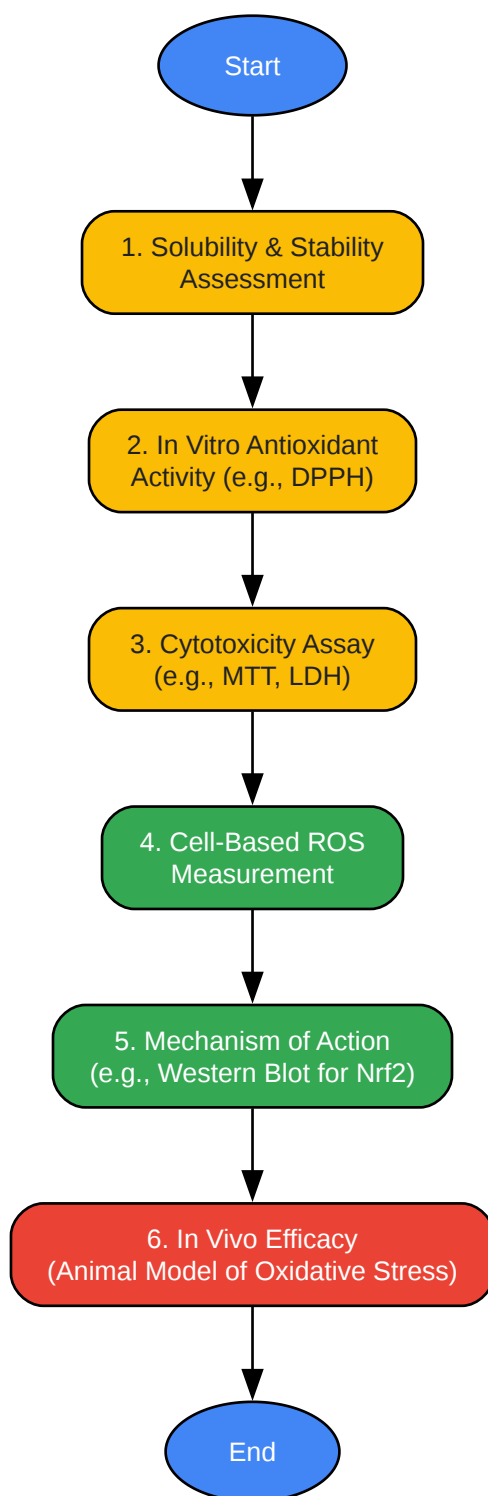 Start
1. Solubility & Stability
Assessment
2. In Vitro Antioxidant
Activity (e.g., DPPH)
3. Cytotoxicity Assay
(e.g., MTT, LDH)
4. Cell-Based ROS
Measurement
5. Mechanism of Action
(e.g., Western Blot for Nrf2)
6. In Vivo Efficacy
(Animal Model of Oxidative Stress)
End